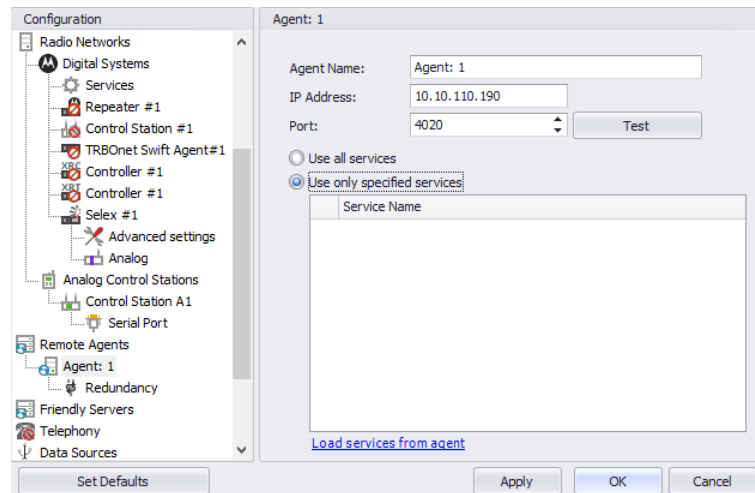 Configuration
Radio Networks
Digital Systems
Services
Repeater #1
Control Station #1
TRBOnet Swift Agent#1
XRC
Controller #1
XRT
Controller #1
Selex #1
Advanced settings
Analog
Analog Control Stations
Control Station A1
Serial Port
Remote Agents
Agent: 1
Redundancy
Friendly Servers
Telephony
Data Sources
Set Defaults
Agent: 1
Agent Name: Agent: 1
IP Address: 10.10.110.190
Port: 4020 Test
Use all services
Use only specified services
Service Name
Load services from agent
Apply OK Cancel